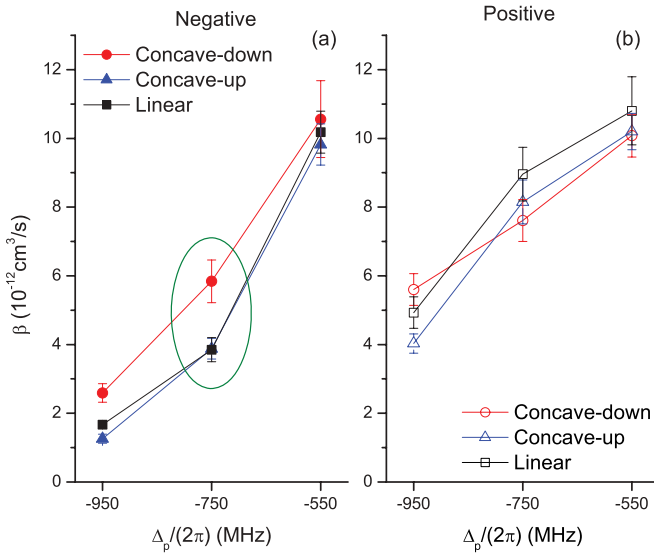 Negative
Positive
(a)
(b)
Concave-down
Concave-up
Linear
12
10
8
6
4
2
0
β (10⁻¹²cm³/s)
-950
-750
-550
Δₚ/(2π) (MHz)
12
10
8
6
4
2
0
Concave-down
Concave-up
Linear
-950
-750
-550
Δₚ/(2π) (MHz)